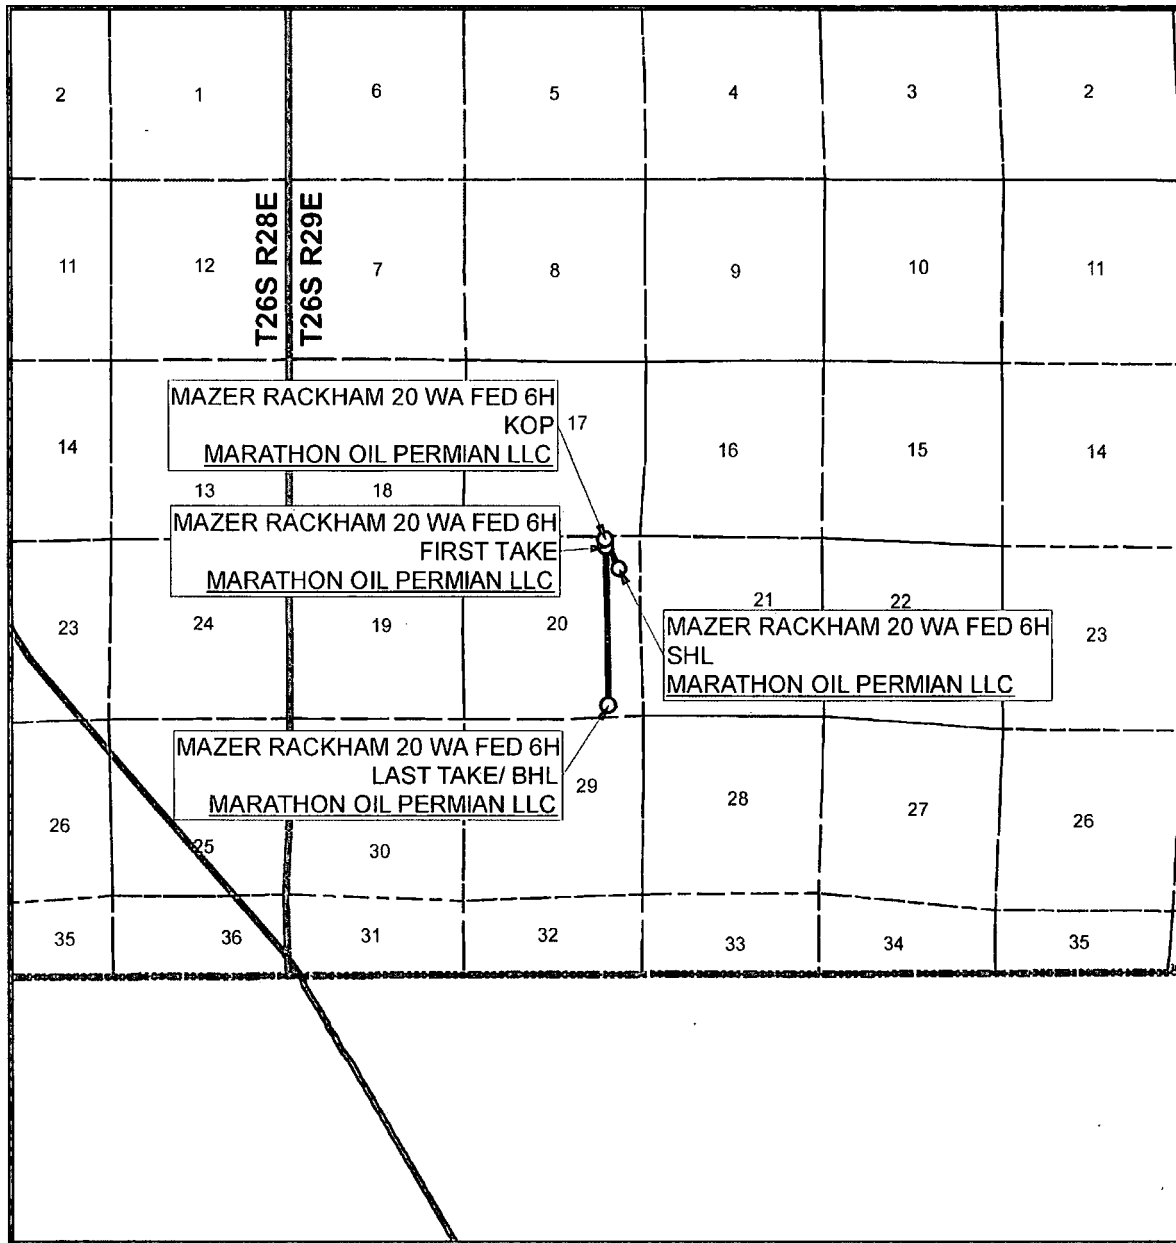 2 1 6 5 4 3 2
T26S R28E
T26S R29E
11 12 7 8 9 10 11
MAZER RACKHAM 20 WA FED 6H
KOP
MARATHON OIL PERMIAN LLC
17
14 16 15 14
13 18
MAZER RACKHAM 20 WA FED 6H
FIRST TAKE
MARATHON OIL PERMIAN LLC
21 22
23 24 19 20 23
MAZER RACKHAM 20 WA FED 6H
SHL
MARATHON OIL PERMIAN LLC
MAZER RACKHAM 20 WA FED 6H
LAST TAKE/ BHL
MARATHON OIL PERMIAN LLC
29 28 27 26
26 25 30
35 36 31 32 33 34 35